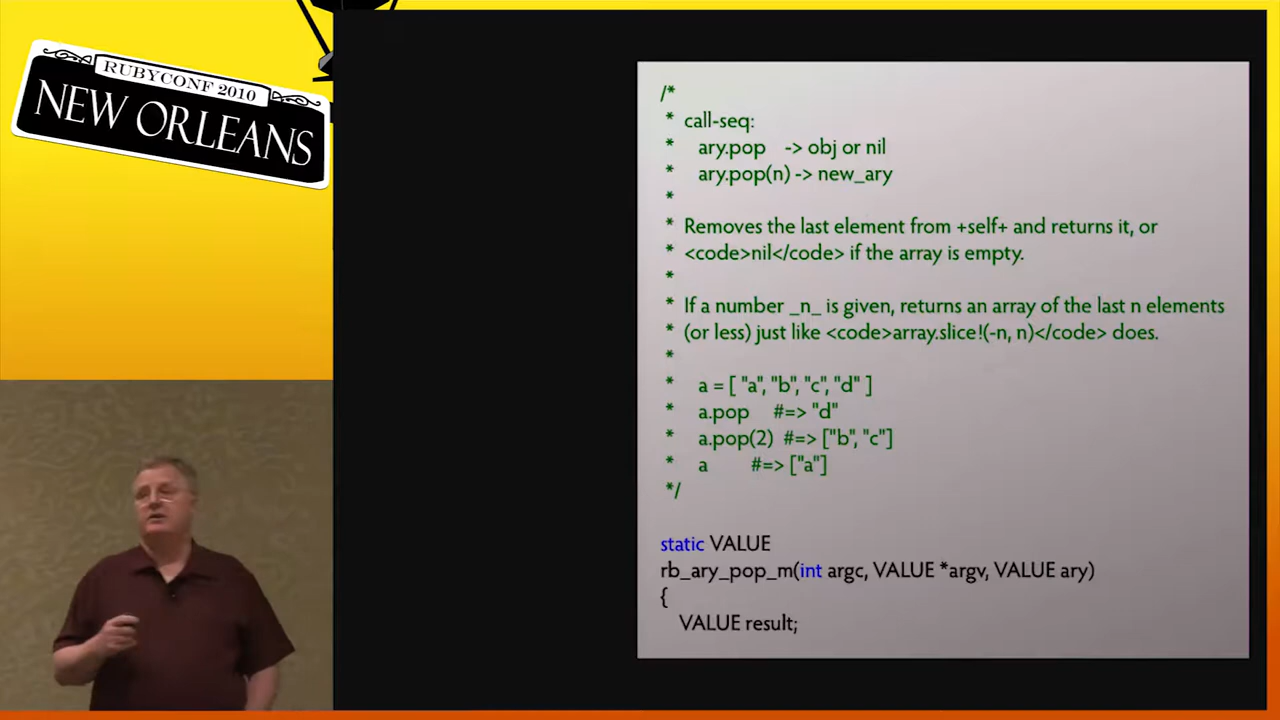 RUBYCONF 2010
NEW ORLEANS
/*
* call-seq:
* ary.pop -> obj or nil
* ary.pop(n) -> new_ary
*
* Removes the last element from +self+ and returns it, or
* <code>nil</code> if the array is empty.
*
* If a number _n_ is given, returns an array of the last n elements
* (or less) just like <code>array.slice!(-n, n)</code> does.
*
* a = [ "a", "b", "c", "d" ]
* a.pop #=> "d"
* a.pop(2) #=> ["b", "c"]
* a #=> ["a"]
*/
static VALUE
rb_ary_pop_m(int argc, VALUE *argv, VALUE ary)
{
VALUE result;